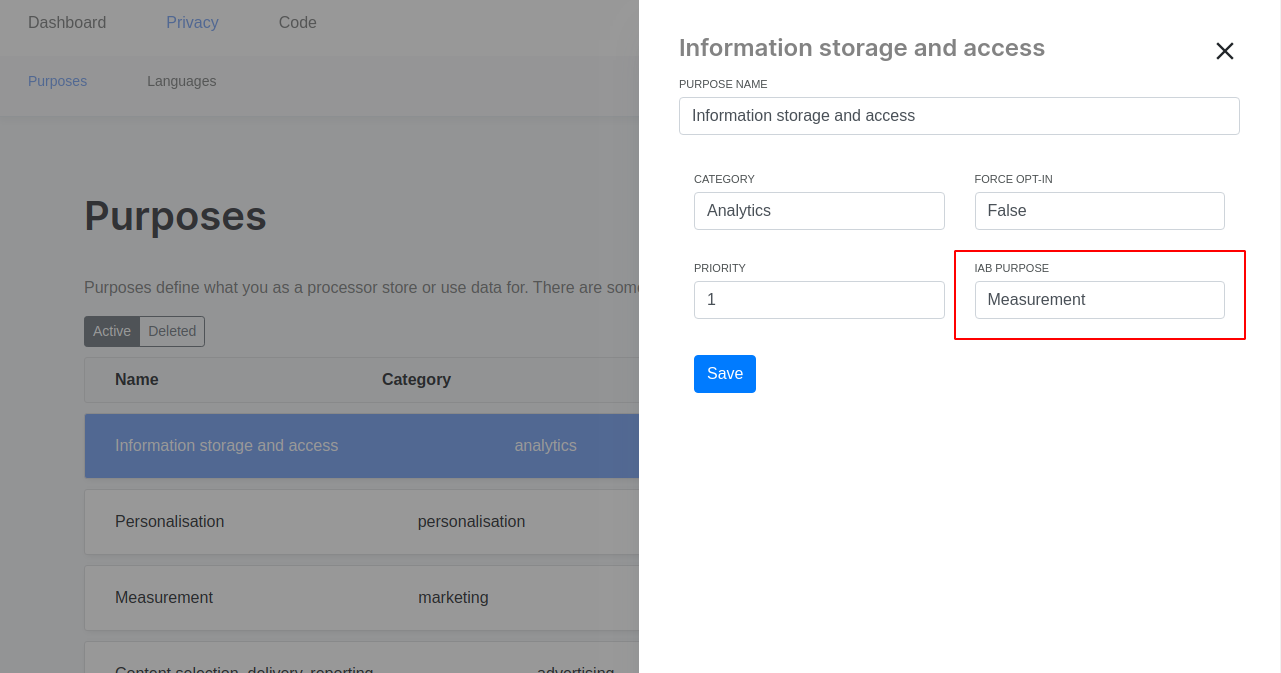 Dashboard Privacy Code
Purposes Languages
Purposes
Purposes define what you as a processor store or use data for. There are some
Active Deleted
Name Category
Information storage and access analytics
Personalisation personalisation
Measurement marketing
Content selection, delivery, reporting advertising
Information storage and access
PURPOSE NAME
Information storage and access
CATEGORY FORCE OPT-IN
Analytics False
PRIORITY IAB PURPOSE
1 Measurement
Save